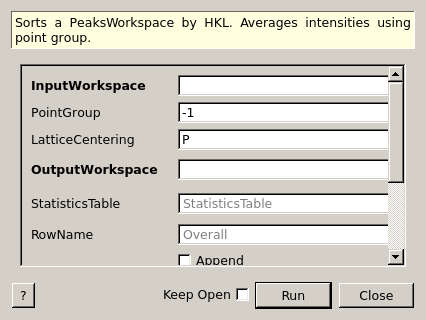 Sorts a PeaksWorkspace by HKL. Averages intensities using
point group.
InputWorkspace
PointGroup -1
LatticeCentering P
OutputWorkspace
StatisticsTable StatisticsTable
RowName Overall
Append
? Keep Open Run Close